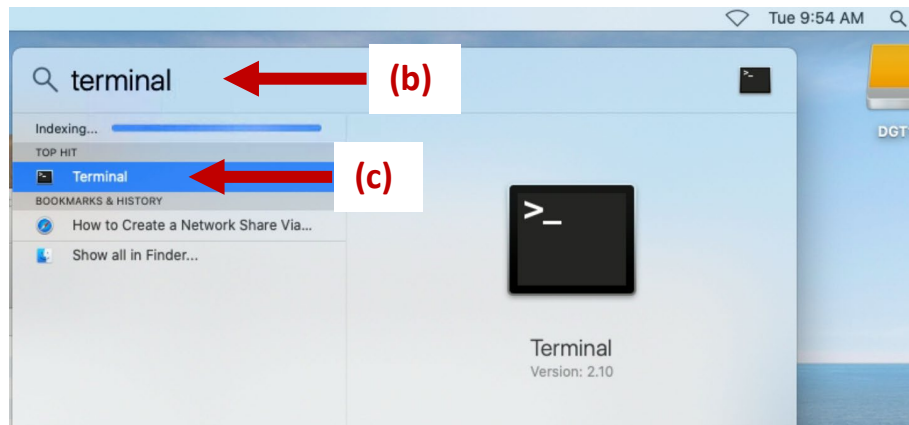 Tue 9:54 AM
terminal
(b)
Indexing...
TOP HIT
Terminal
(c)
BOOKMARKS & HISTORY
How to Create a Network Share Via...
Show all in Finder...
>_
Terminal
Version: 2.10
DGT